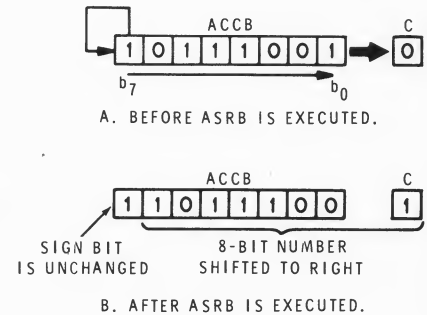 ACCB C
1 0 1 1 1 0 0 1 0
b7 b0
A. BEFORE ASRB IS EXECUTED.
ACCB C
1 1 0 1 1 1 0 0 1
SIGN BIT
IS UNCHANGED
8-BIT NUMBER
SHIFTED TO RIGHT
B. AFTER ASRB IS EXECUTED.